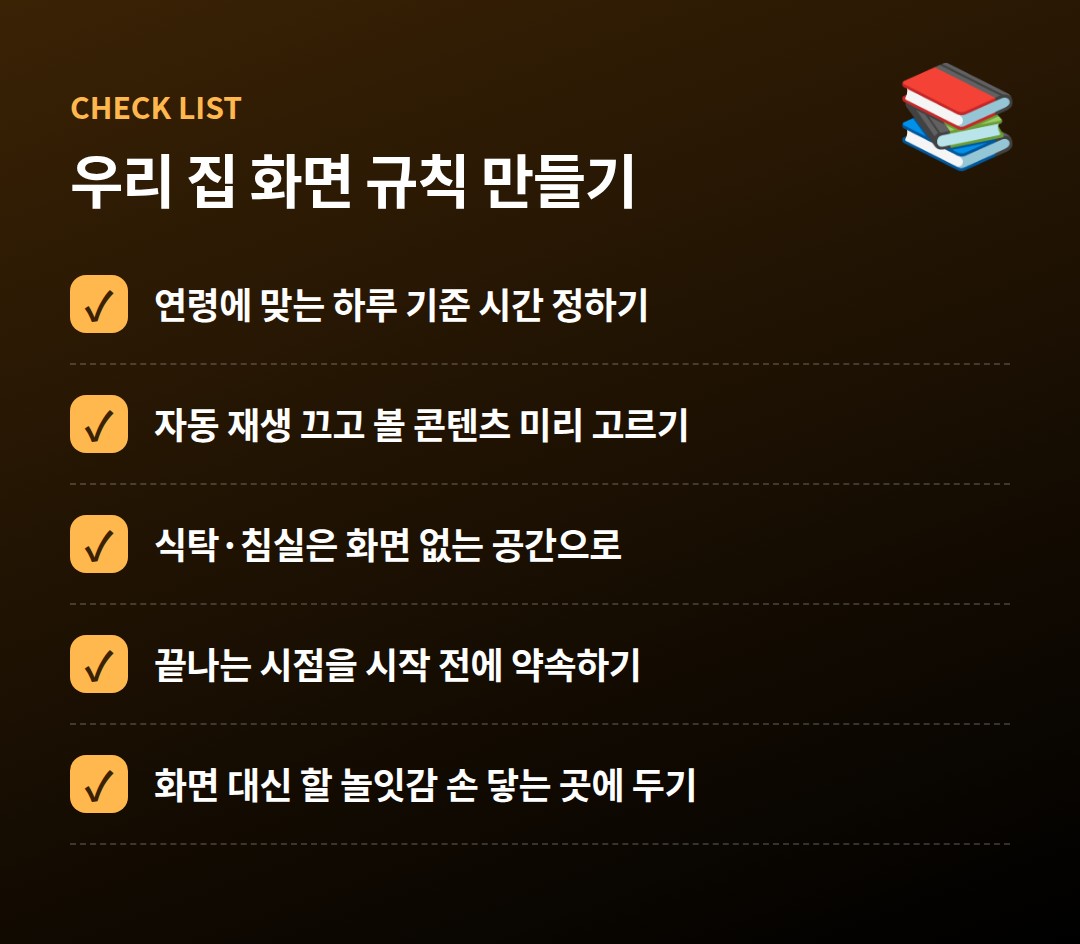 CHECK LIST
우리 집 화면 규칙 만들기
✓ 연령에 맞는 하루 기준 시간 정하기
✓ 자동 재생 끄고 볼 콘텐츠 미리 고르기
✓ 식탁·침실은 화면 없는 공간으로
✓ 끝나는 시점을 시작 전에 약속하기
✓ 화면 대신 할 놀잇감 손 닿는 곳에 두기